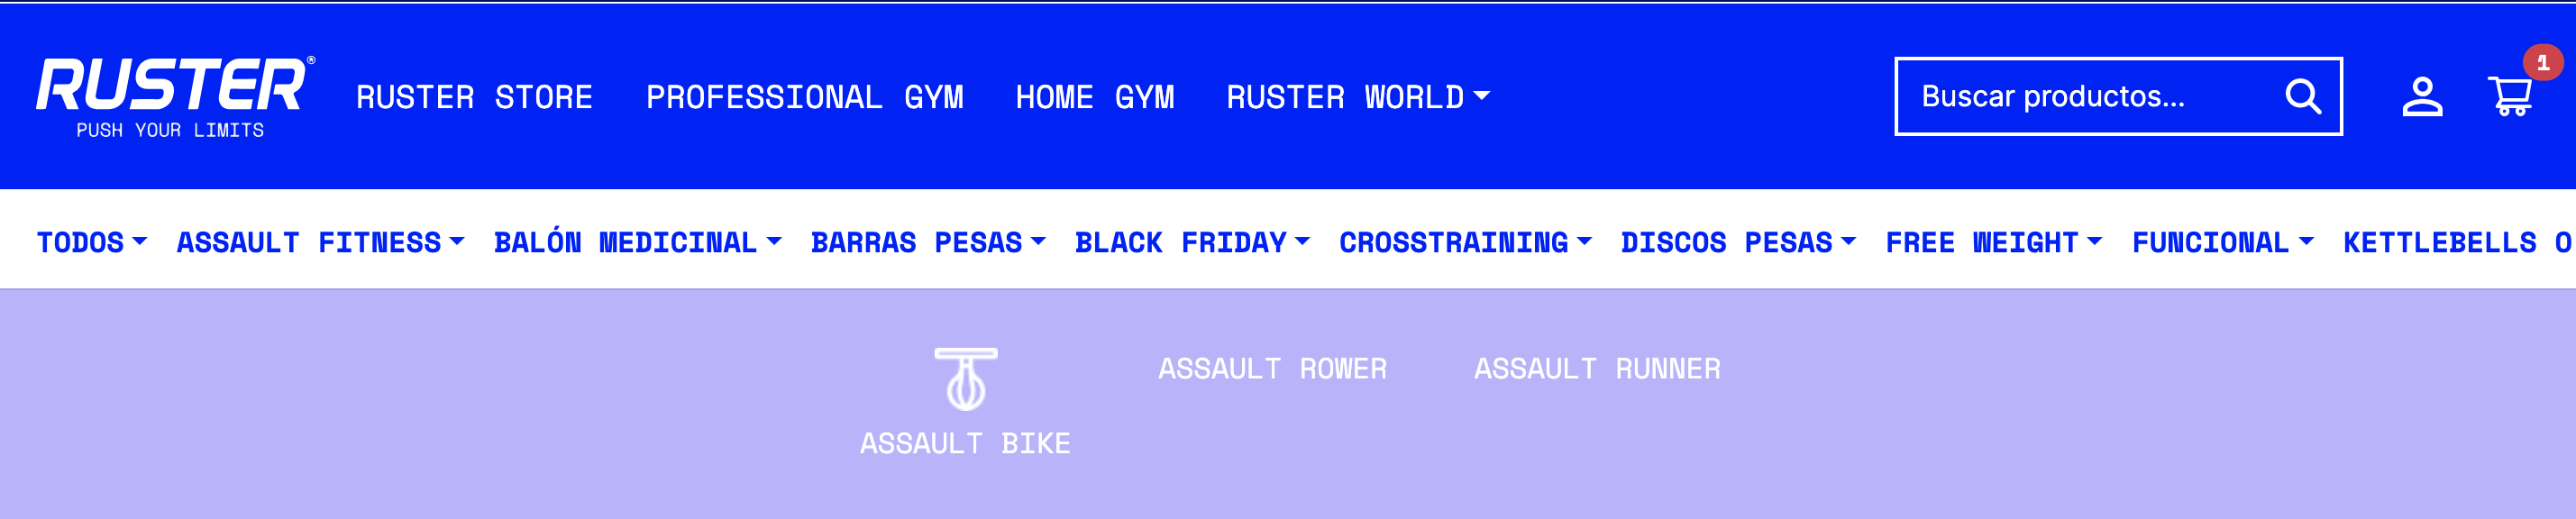 RUSTER®
PUSH YOUR LIMITS
RUSTER STORE
PROFESSIONAL GYM
HOME GYM
RUSTER WORLD
Buscar productos...
1
TODOS
ASSAULT FITNESS
BALÓN MEDICINAL
BARRAS PESAS
BLACK FRIDAY
CROSSTRAINING
DISCOS PESAS
FREE WEIGHT
FUNCIONAL
KETTLEBELLS O
ASSAULT BIKE
ASSAULT ROWER
ASSAULT RUNNER